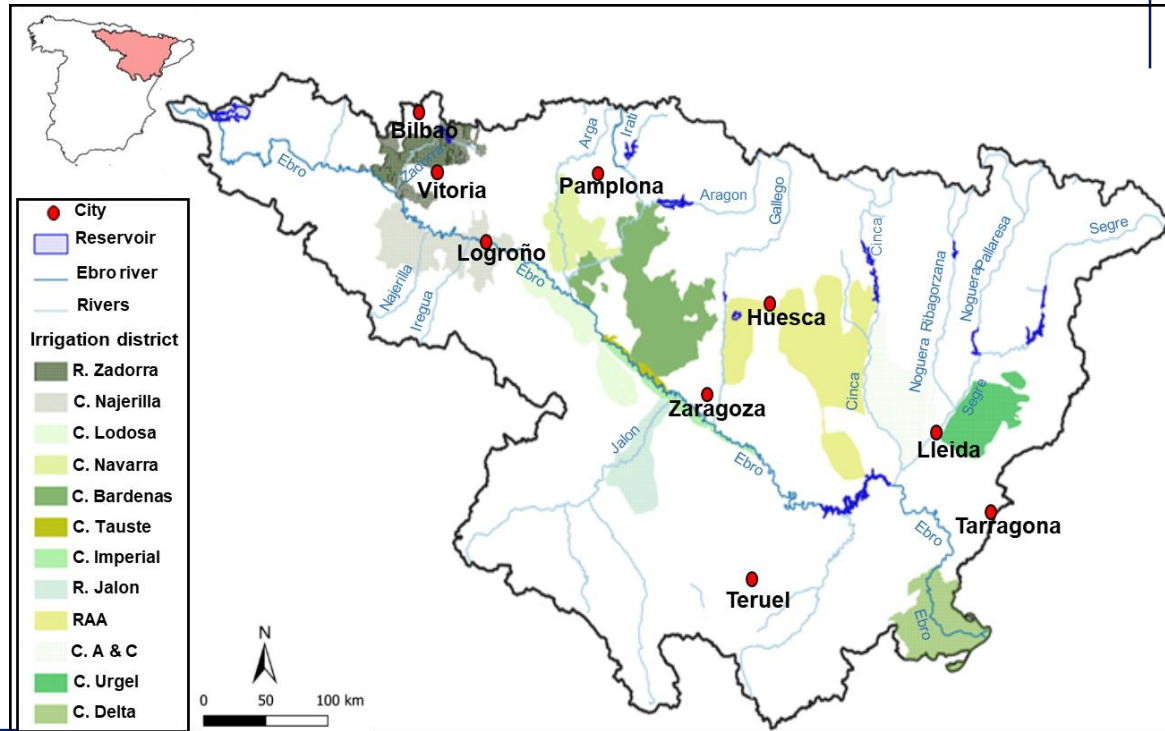 Bilbao
Ebro
Zadorra
Vitoria
Arga
Irati
Pamplona
Aragon
Gallego
Cinca
Noguera Ribagorzana
Noguera Pallaresa
Segre
City
Reservoir
Ebro river
Rivers
Irrigation district
R. Zadorra
C. Najerilla
C. Lodosa
C. Navarra
C. Bardenas
C. Tauste
C. Imperial
R. Jalon
RAA
C. A & C
C. Urgel
C. Delta
Logroño
Ebro
Najerilla
Iregua
Huesca
Zaragoza
Cinca
Segre
Lleida
Jalon
Ebro
Tarragona
Ebro
Teruel
Ebro
N
0 50 100 km